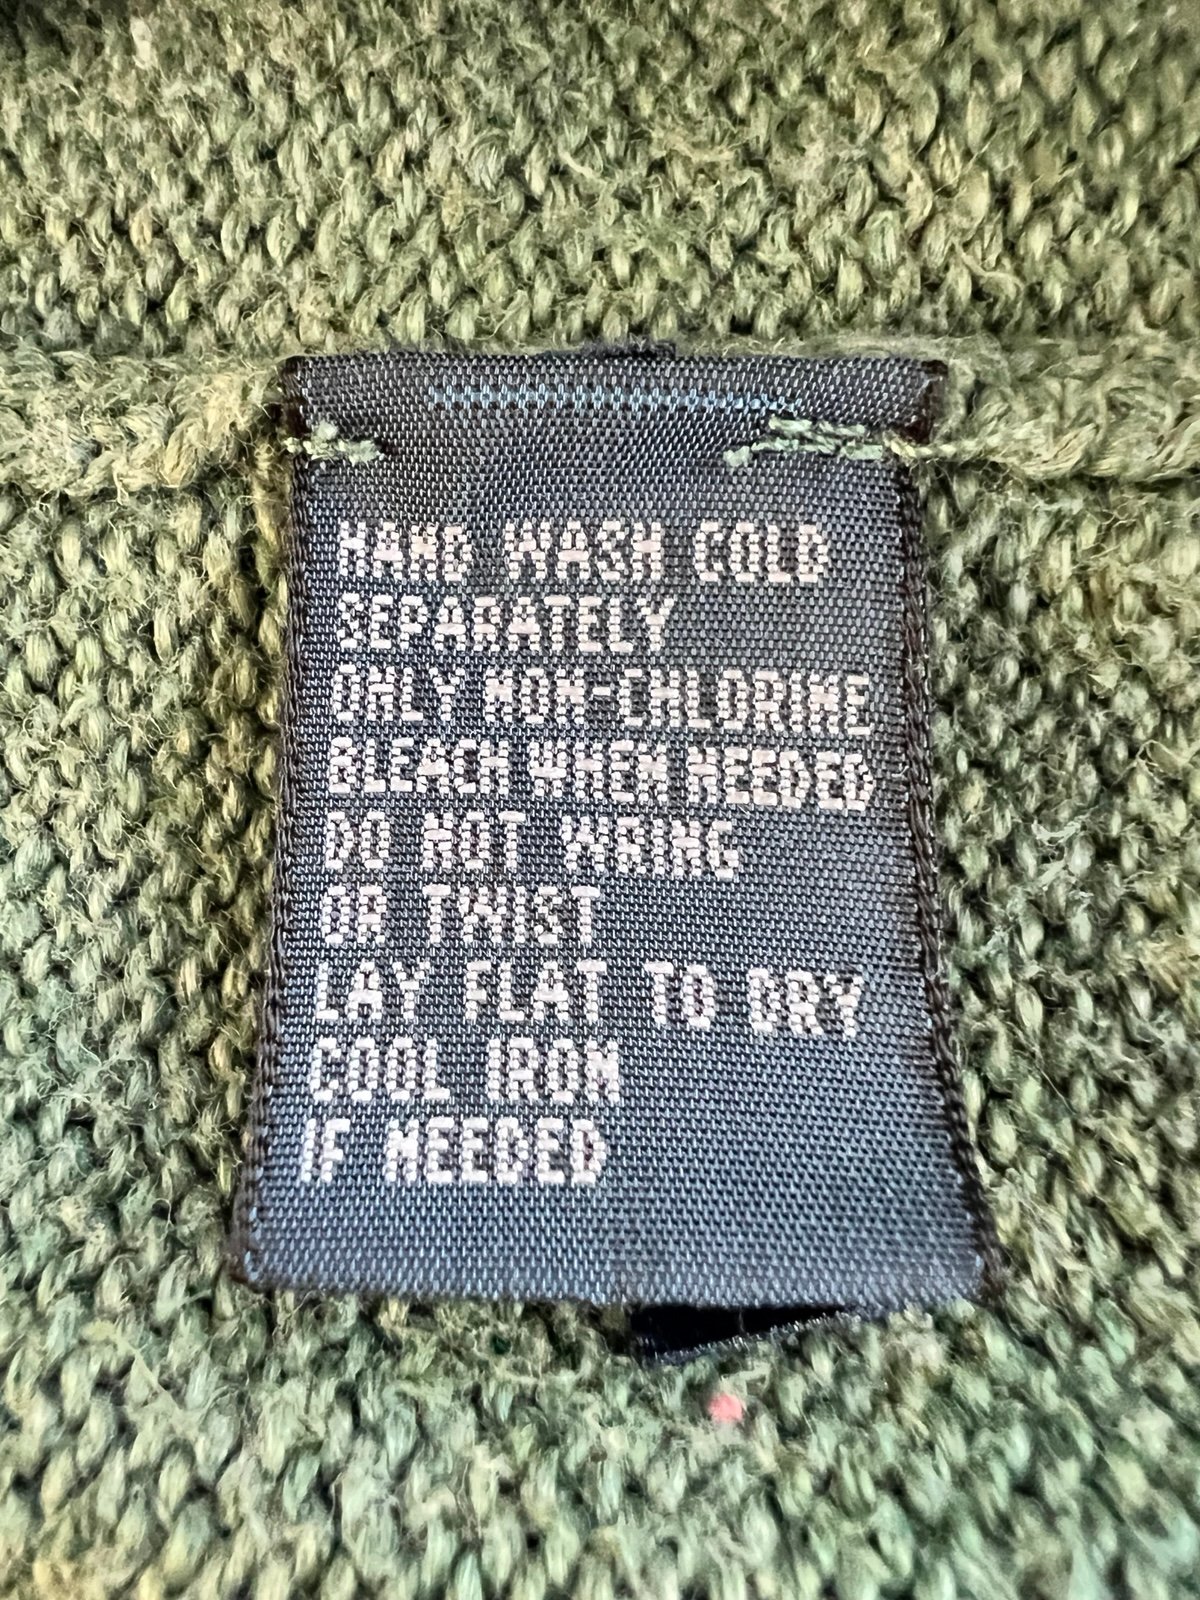 HAND WASH COLD
SEPARATELY
ONLY NON-CHLORINE
BLEACH WHEN NEEDED
DO NOT WRING
OR TWIST
LAY FLAT TO DRY
COOL IRON
IF NEEDED